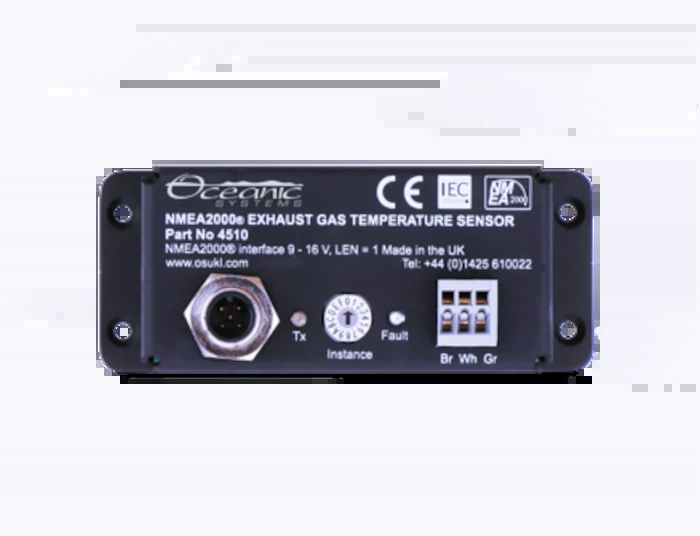 Oceanic
SYSTEMS
CE IEC NMEA 2000
NMEA2000® EXHAUST GAS TEMPERATURE SENSOR
Part No 4510
NMEA2000® interface 9 - 16 V, LEN = 1 Made in the UK
www.osukl.com Tel: +44 (0)1425 610022
Tx
Instance
Fault
Br Wh Gr